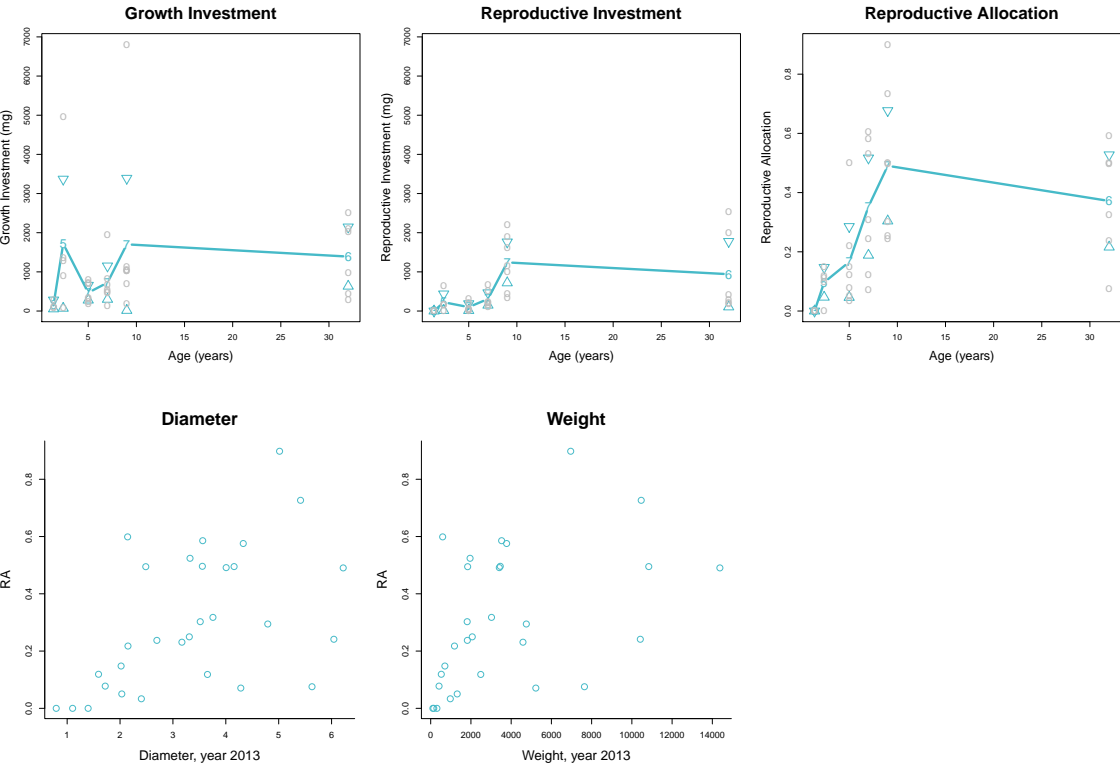 Growth Investment
Growth Investment (mg)
7000
6000
5000
4000
3000
2000
1000
0
5
7
6
5 10 15 20 25 30
Age (years)
Reproductive Investment
Reproductive Investment (mg)
7000
6000
5000
4000
3000
2000
1000
0
7
6
5 10 15 20 25 30
Age (years)
Reproductive Allocation
Reproductive Allocation
0.8
0.6
0.4
0.2
0.0
6
5 10 15 20 25 30
Age (years)
Diameter
RA
0.8
0.6
0.4
0.2
0.0
1 2 3 4 5 6
Diameter, year 2013
Weight
RA
0.8
0.6
0.4
0.2
0.0
0 2000 4000 6000 8000 10000 14000
Weight, year 2013